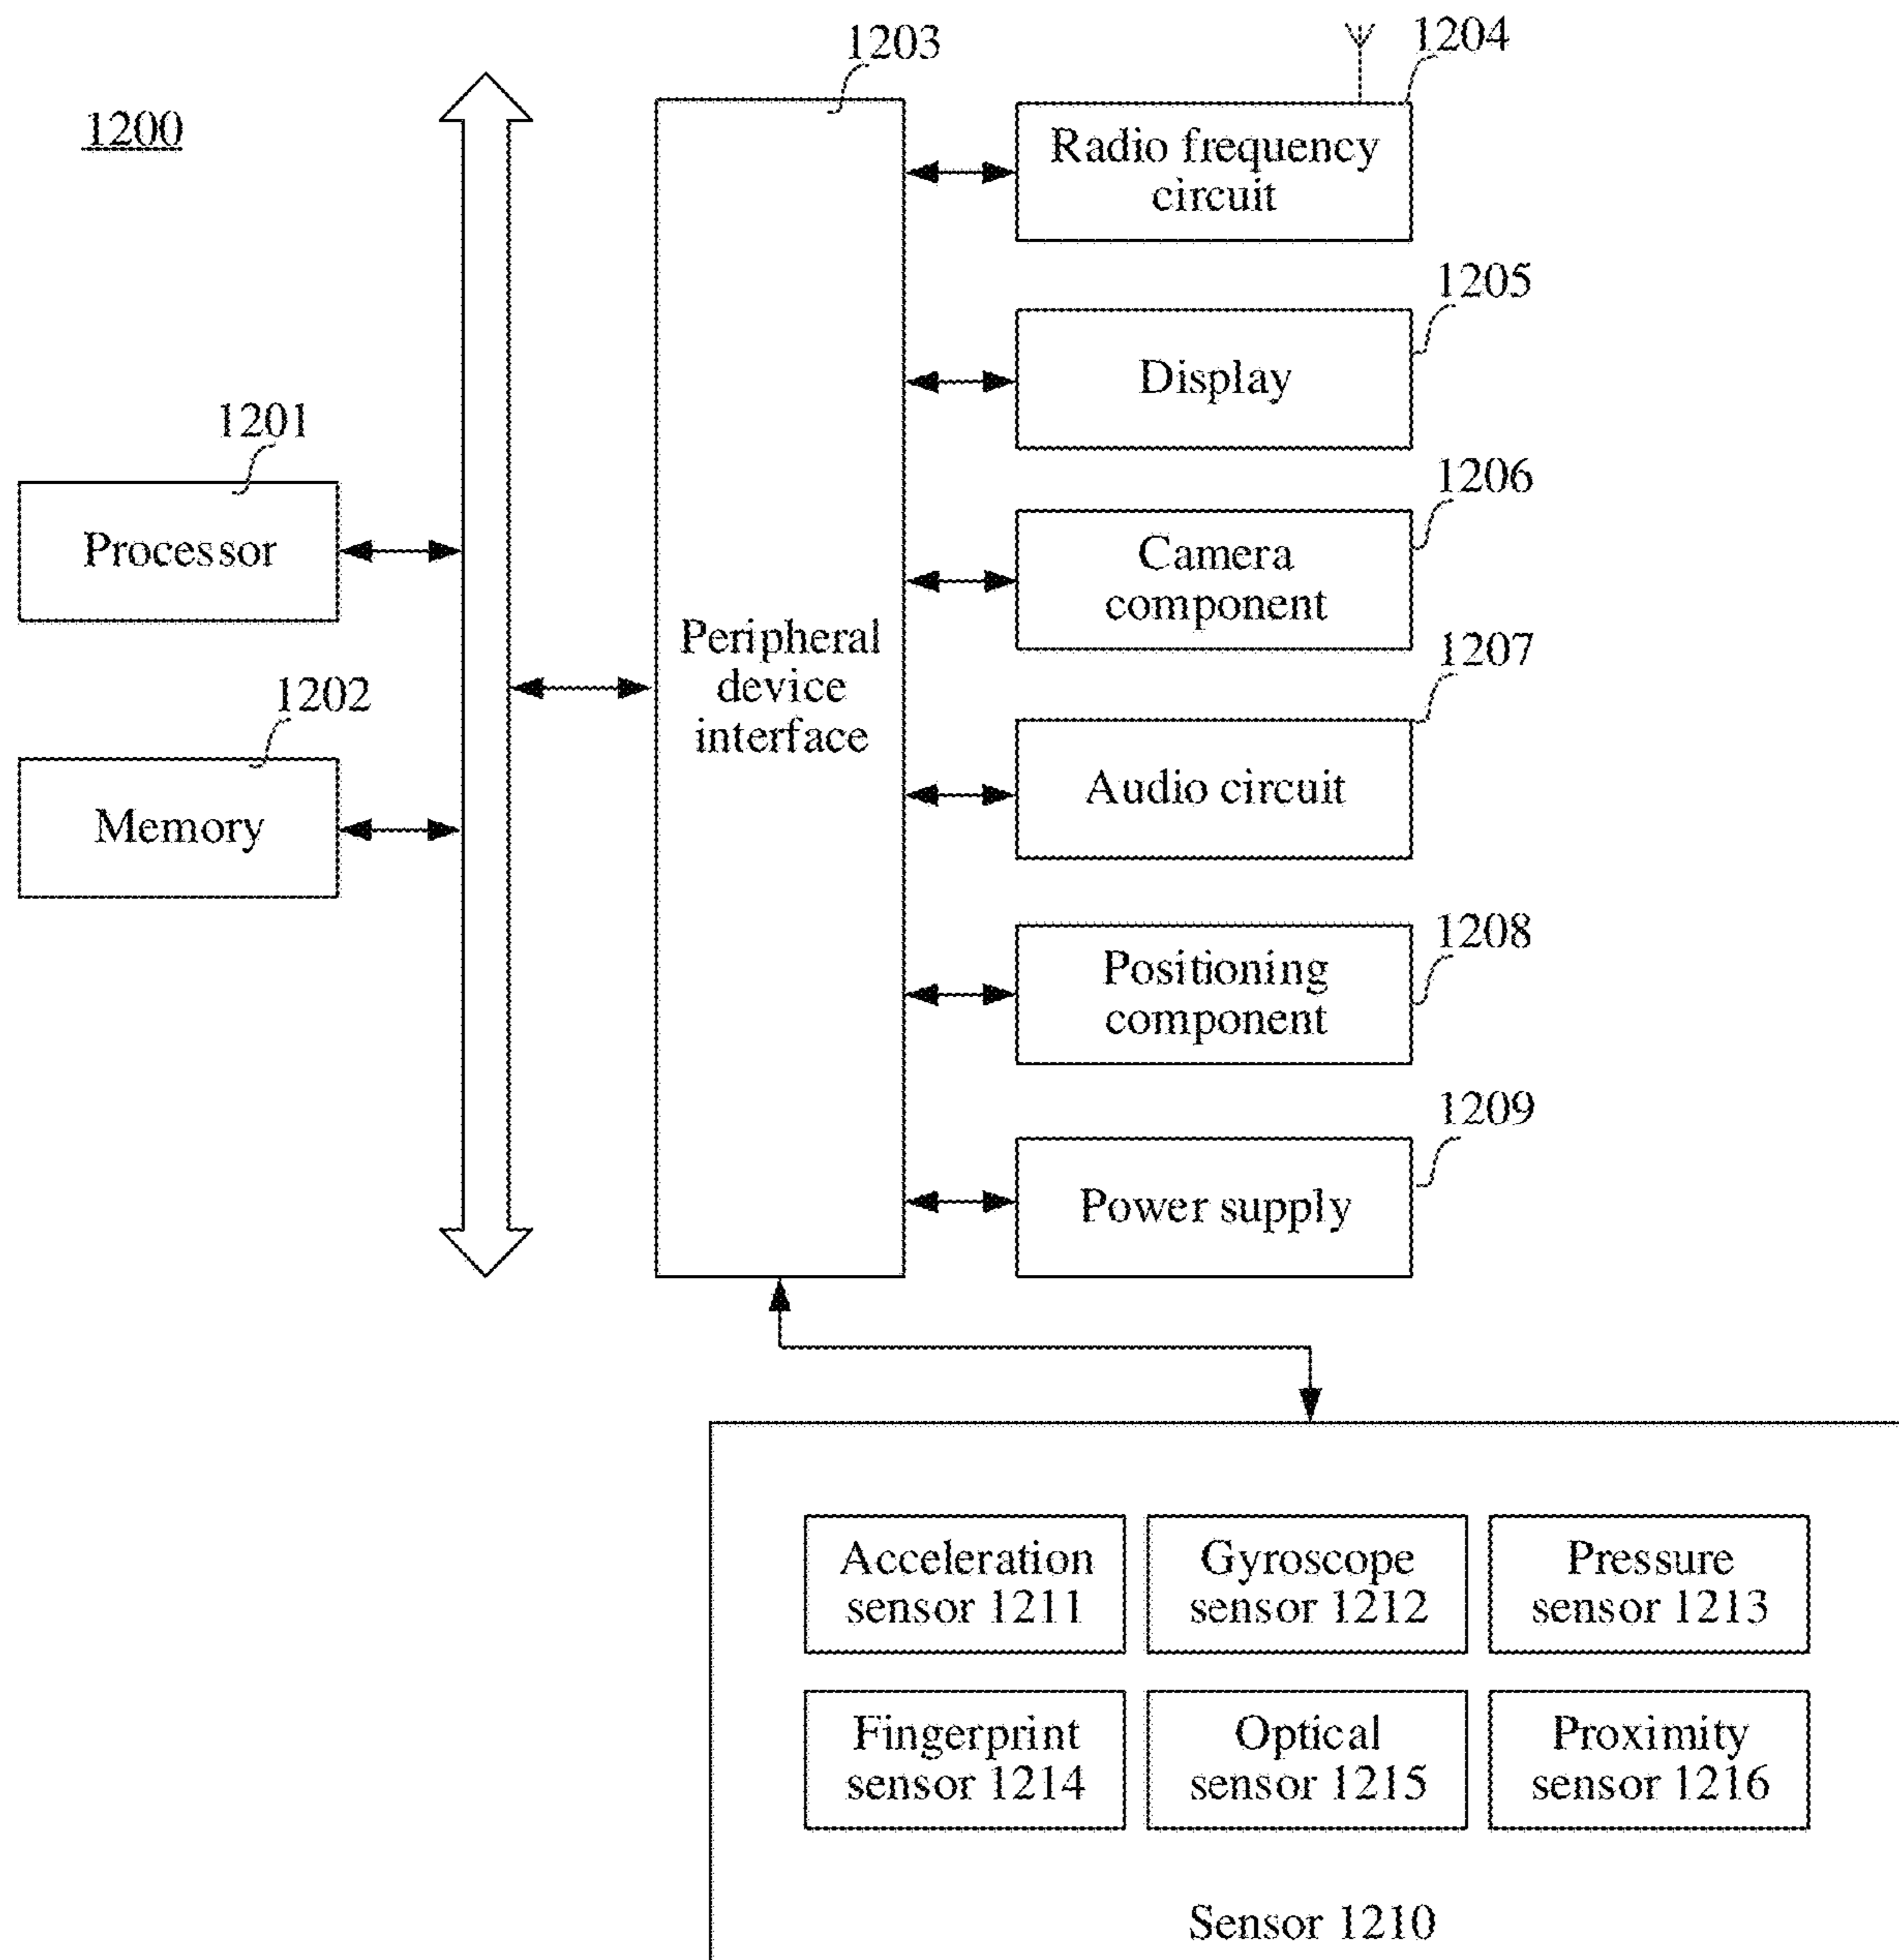 1200
1201
Processor
1202
Memory
1203
Peripheral
device
interface
1204
Radio frequency
circuit
1205
Display
1206
Camera
component
1207
Audio circuit
1208
Positioning
component
1209
Power supply
Acceleration
sensor 1211
Gyroscope
sensor 1212
Pressure
sensor 1213
Fingerprint
sensor 1214
Optical
sensor 1215
Proximity
sensor 1216
Sensor 1210